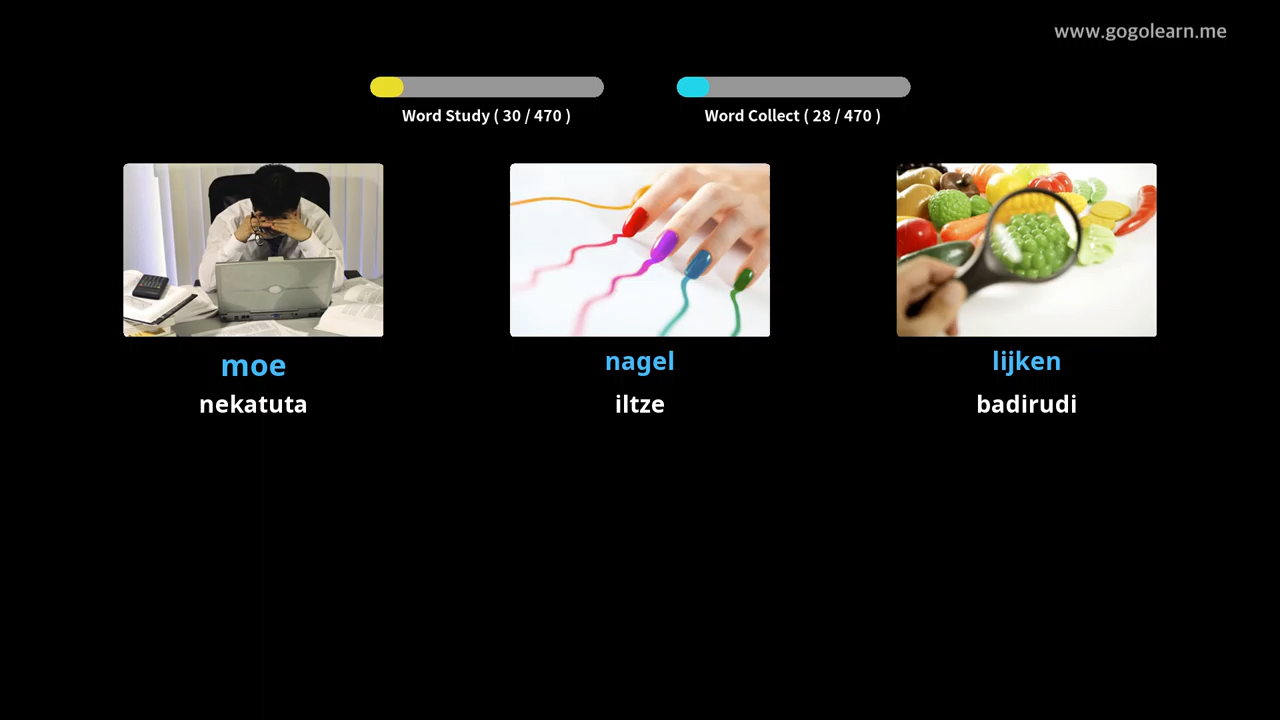 www.gogolearn.me
Word Study ( 30 / 470 )
Word Collect ( 28 / 470 )
moe
nekatuta
nagel
iltze
lijken
badirudi